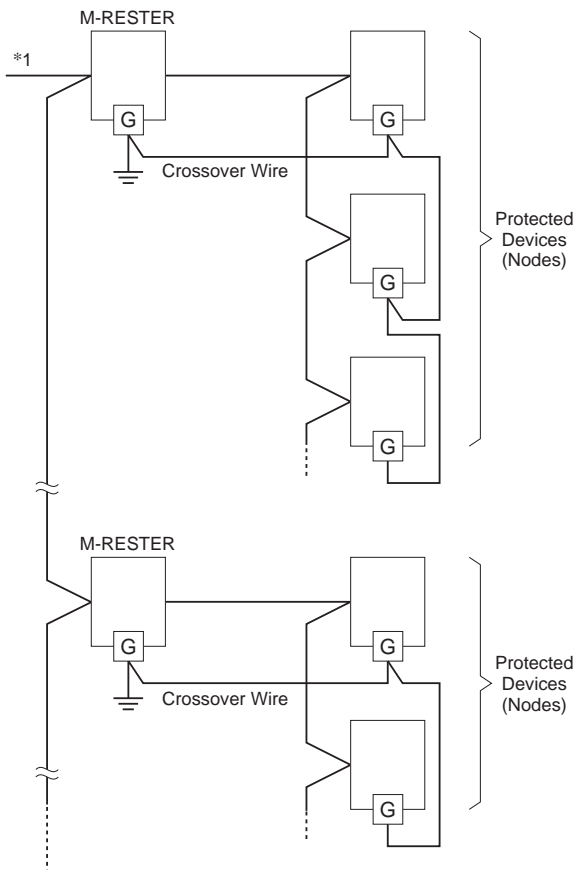 M-RESTER
*1
G
G
Crossover Wire
G
Protected
Devices
(Nodes)
G
M-RESTER
G
G
Crossover Wire
Protected
Devices
(Nodes)
G